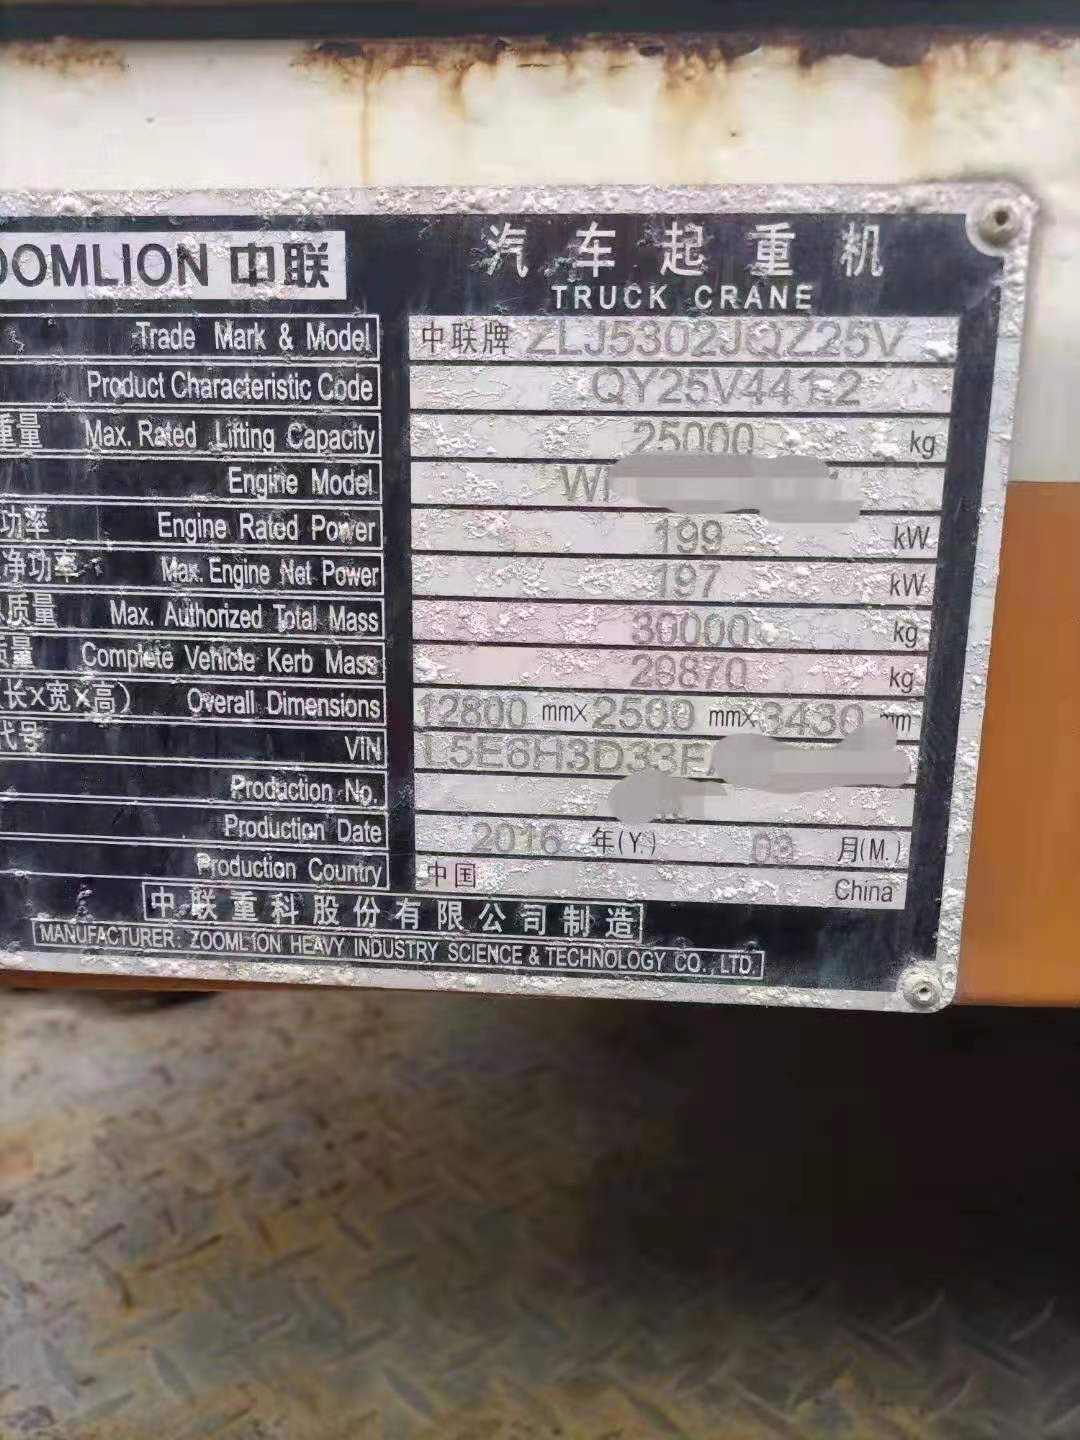 OOMLION 中联
汽车起重机
TRUCK CRANE
Trade Mark & Model 中联牌 ZLJ5302JQZ25V
Product Characteristic Code QY25V441.2
重量 Max. Rated Lifting Capacity 25000 kg
Engine Model
功率 Engine Rated Power 199 kW
净功率 Max. Engine Net Power 197 kW
质量 Max. Authorized Total Mass 30000 kg
质量 Complete Vehicle Kerb Mass 29870 kg
(长X宽X高) Overall Dimensions 12800 mmX 2500 mmX 3430 mm
代号 VIN L5E6H3D33F
Production No.
Production Date 2016 年(Y.) 03 月(M.)
Production Country 中国 China
中联重科股份有限公司制造
MANUFACTURER: ZOOMLION HEAVY INDUSTRY SCIENCE & TECHNOLOGY CO., LTD.